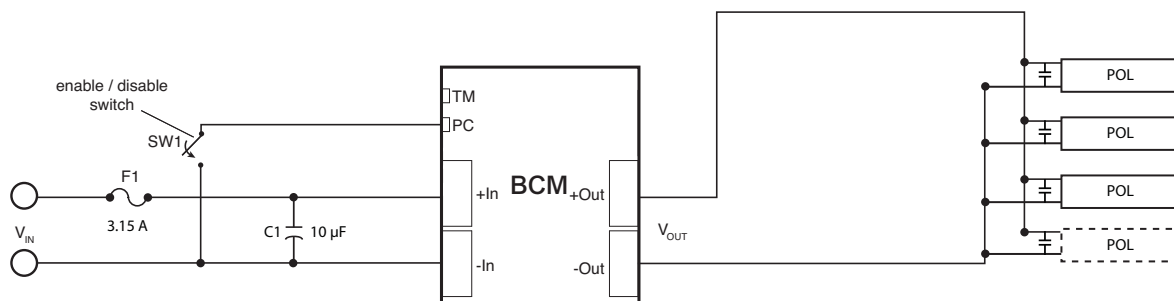 enable / disable
switch
SW1
F1
3.15 A
V_IN
C1
10 µF
TM
PC
+In
-In
BCM
+Out
-Out
V_OUT
POL
POL
POL
POL